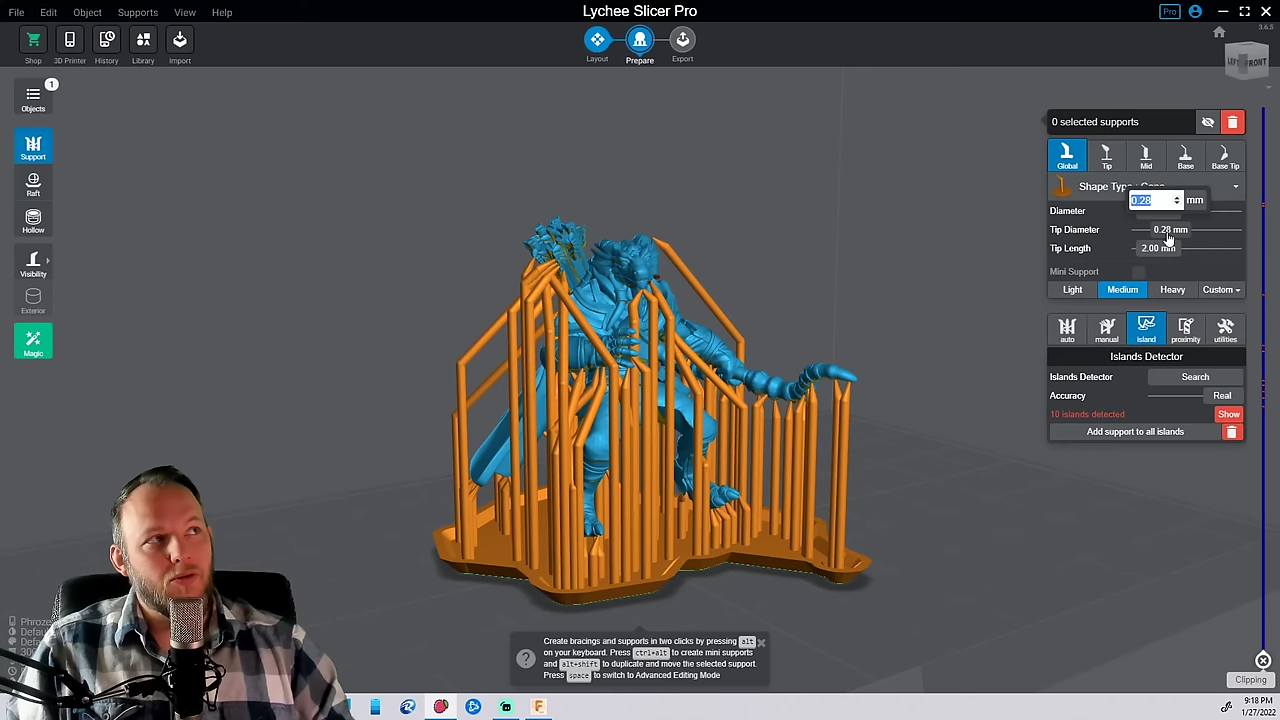 File Edit Object Supports View Help
Lychee Slicer Pro
Pro
Shop 3D Printer History Library Import
Layout Prepare Export
3.6.5
LEFT FRONT
Objects
1
Support
Raft
Hollow
Visibility
Exterior
Magic
0 selected supports
Global Tip Mid Base Base Tip
Shape Type : Cone
0.28 mm
Diameter
Tip Diameter 0.28 mm
Tip Length 2.00 mm
Mini Support
Light Medium Heavy Custom
auto manual island proximity utilities
Islands Detector
Islands Detector Search
Accuracy Real
10 islands detected Show
Add support to all islands
Create bracings and supports in two clicks by pressing alt
on your keyboard. Press ctrl+alt to create mini supports
and alt+shift to duplicate and move the selected support.
Press space to switch to Advanced Editing Mode
Clipping
9:18 PM
1/27/2022